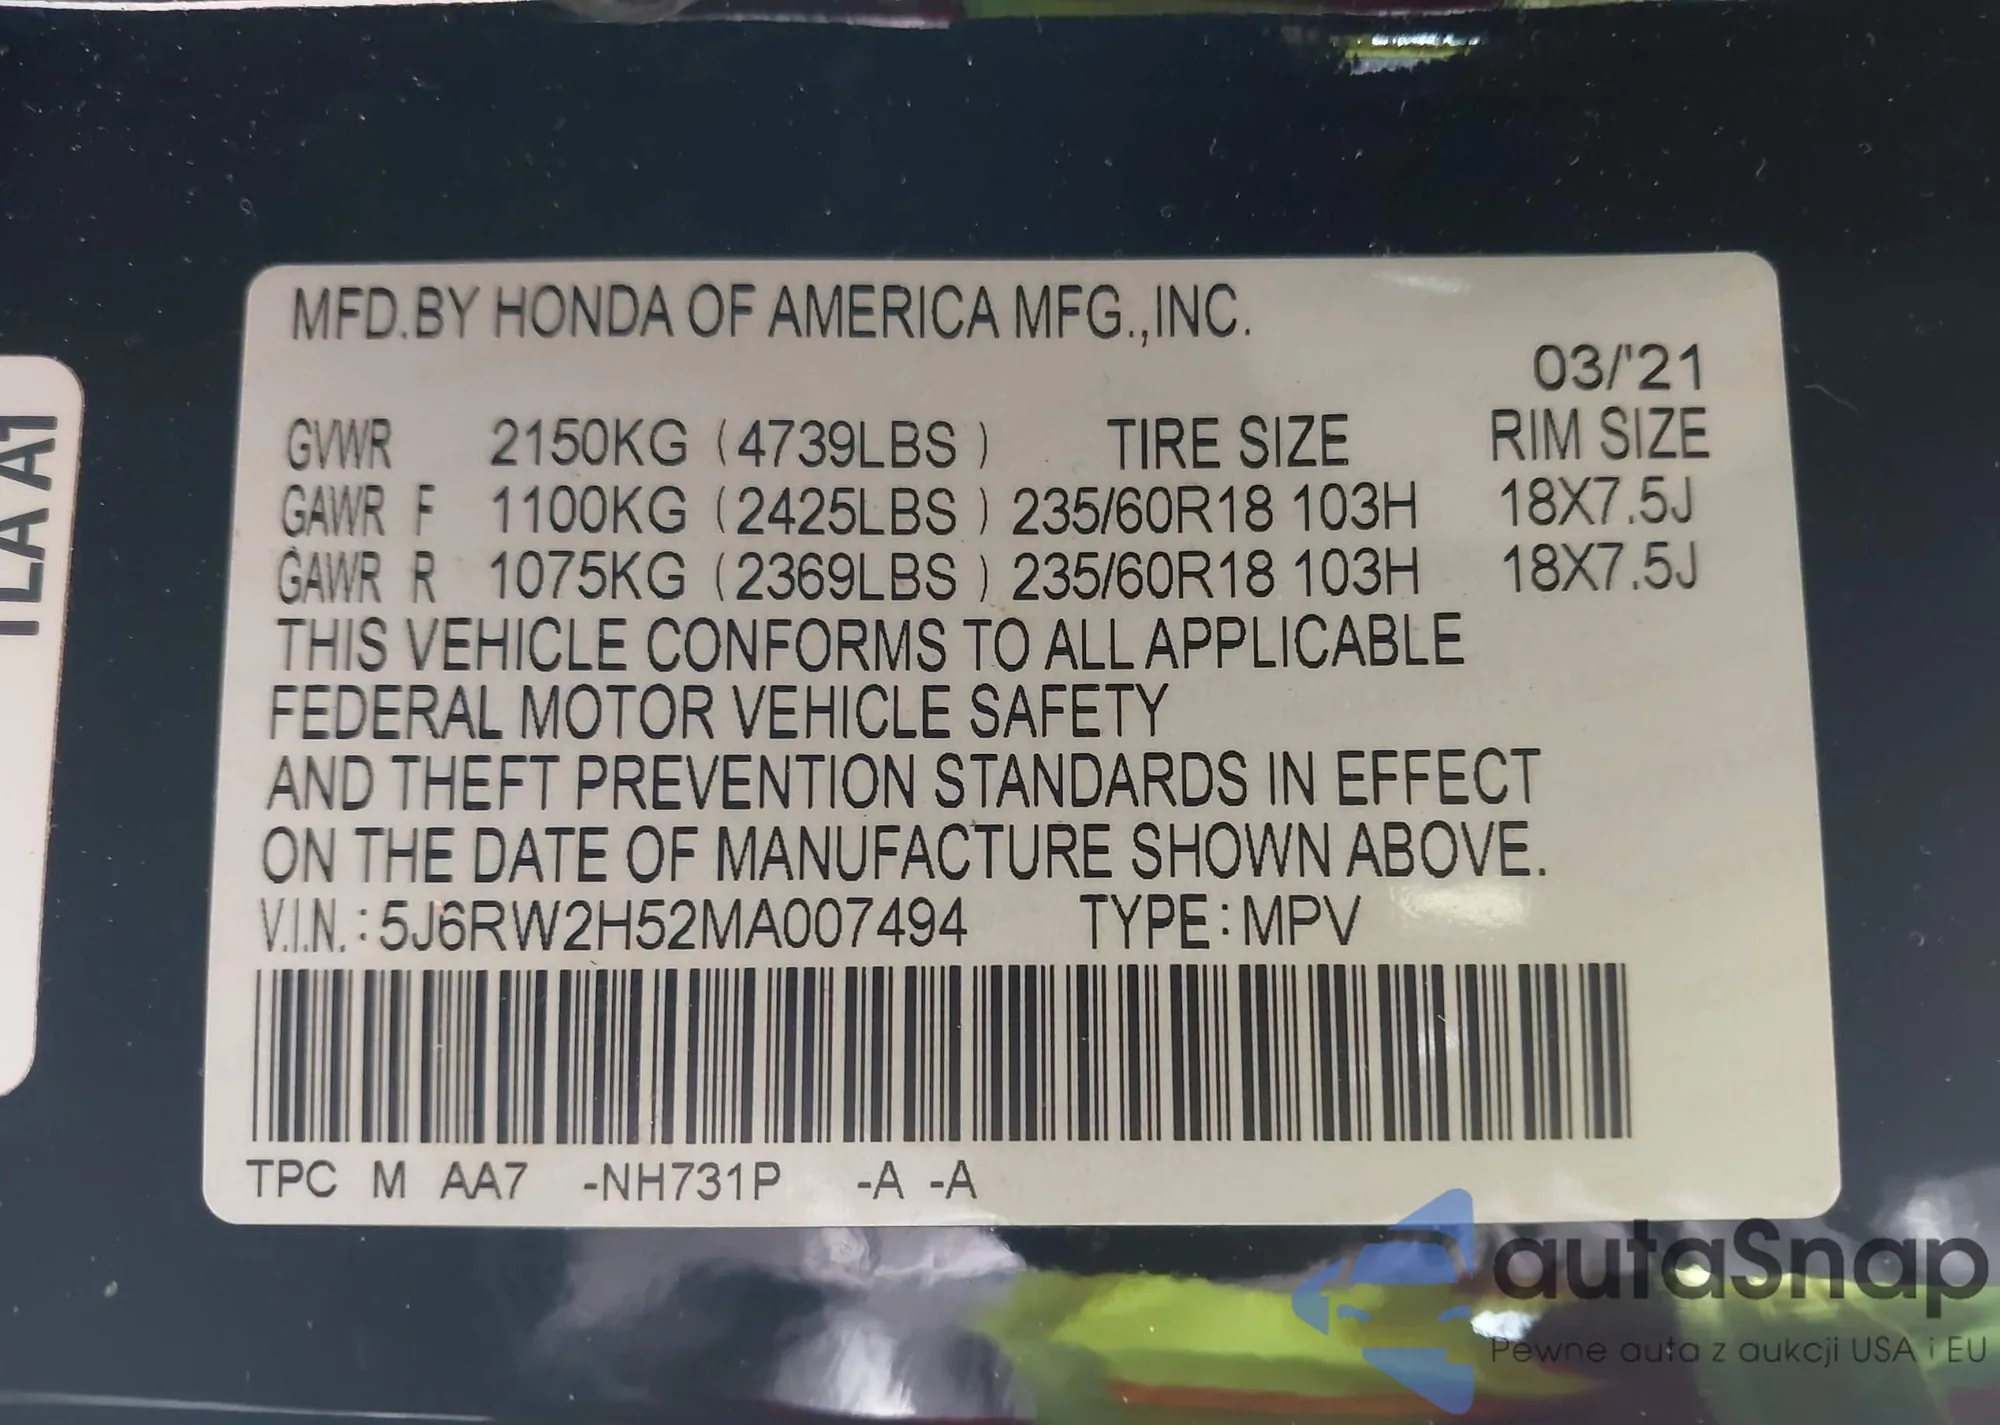 MFD.BY HONDA OF AMERICA MFG.,INC.
03/'21
GVWR 2150KG (4739LBS) TIRE SIZE RIM SIZE
GAWR F 1100KG (2425LBS) 235/60R18 103H 18X7.5J
GAWR R 1075KG (2369LBS) 235/60R18 103H 18X7.5J
THIS VEHICLE CONFORMS TO ALL APPLICABLE
FEDERAL MOTOR VEHICLE SAFETY
AND THEFT PREVENTION STANDARDS IN EFFECT
ON THE DATE OF MANUFACTURE SHOWN ABOVE.
V.I.N.: 5J6RW2H52MA007494 TYPE: MPV
TPC M AA7 -NH731P -A -A
TLA A1
autaSnap
Pewne auta z aukcji USA i EU